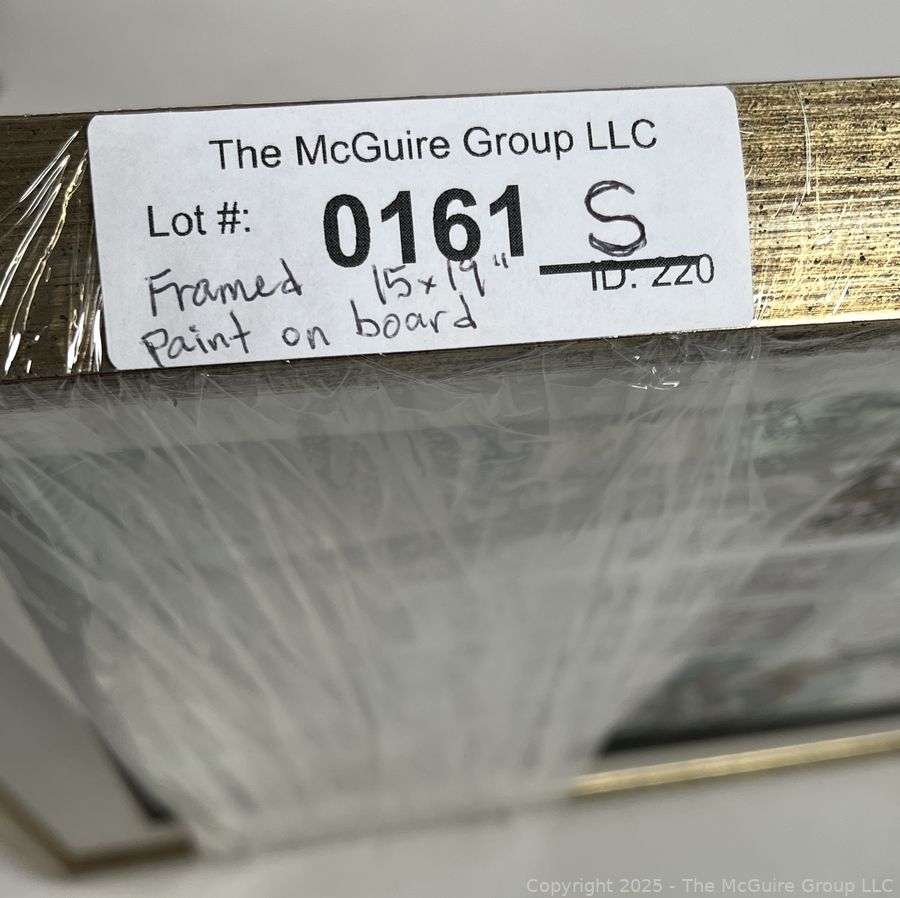 The McGuire Group LLC
Lot #: 0161 S
ID: 220
Framed 15x19"
Paint on board
Copyright 2025 - The McGuire Group LLC